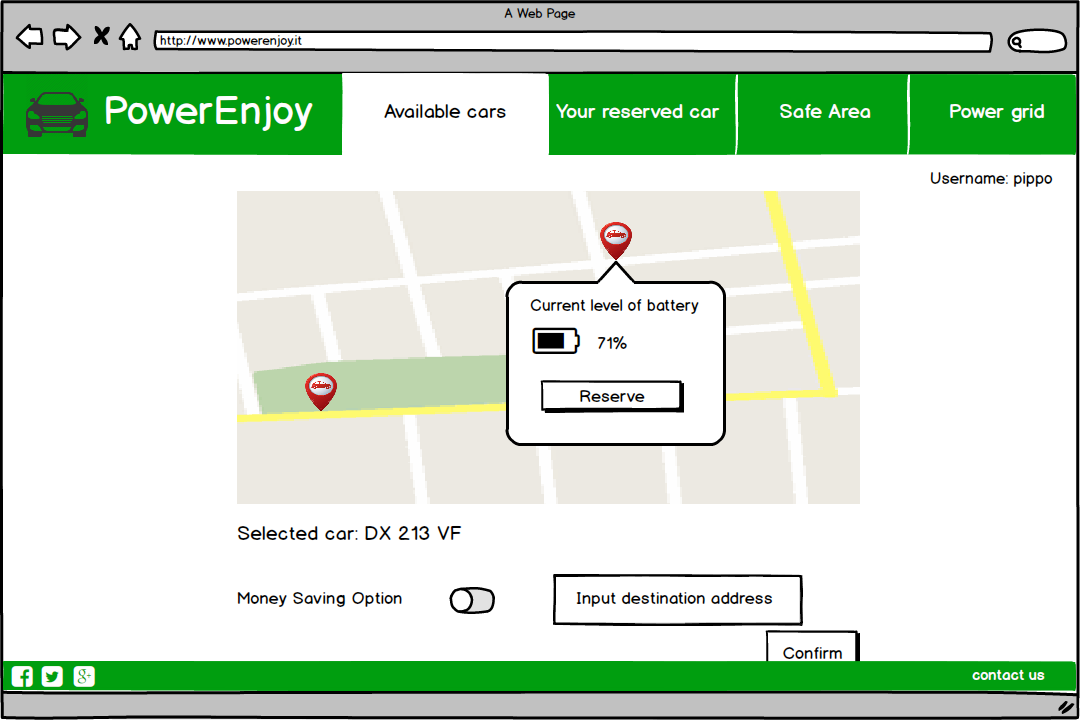 A Web Page
http://www.powerenjoy.it
PowerEnjoy
Available cars
Your reserved car
Safe Area
Power grid
Username: pippo
Current level of battery
71%
Reserve
Selected car: DX 213 VF
Money Saving Option
Input destination address
Confirm
contact us